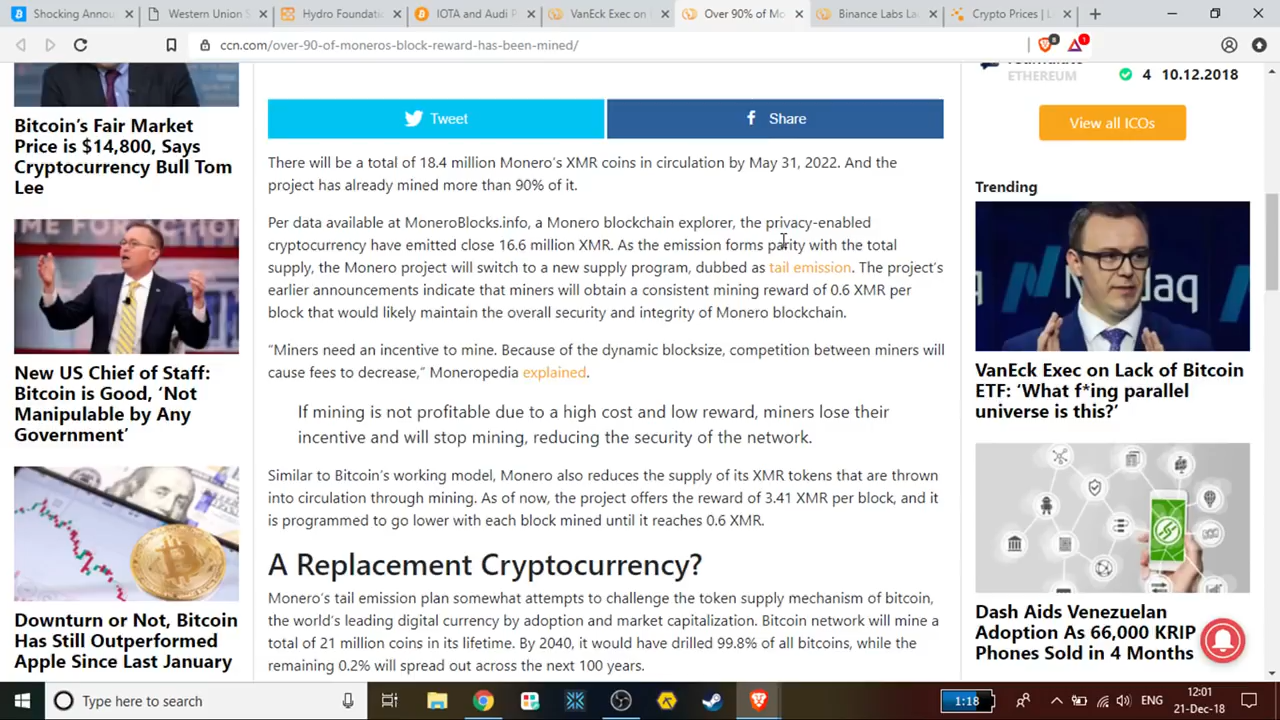 Shocking Annou
Western Union S
Hydro Foundatio
IOTA and Audi P
VanEck Exec on
Over 90% of Mo
Binance Labs La
Crypto Prices | L
ccn.com/over-90-of-moneros-block-reward-has-been-mined/
8
1
Bitcoin’s Fair Market
Price is $14,800, Says
Cryptocurrency Bull Tom
Lee
New US Chief of Staff:
Bitcoin is Good, ‘Not
Manipulable by Any
Government’
Downturn or Not, Bitcoin
Has Still Outperformed
Apple Since Last January
Tweet
Share
There will be a total of 18.4 million Monero’s XMR coins in circulation by May 31, 2022. And the
project has already mined more than 90% of it.
Per data available at MoneroBlocks.info, a Monero blockchain explorer, the privacy-enabled
cryptocurrency have emitted close 16.6 million XMR. As the emission forms parity with the total
supply, the Monero project will switch to a new supply program, dubbed as tail emission. The project’s
earlier announcements indicate that miners will obtain a consistent mining reward of 0.6 XMR per
block that would likely maintain the overall security and integrity of Monero blockchain.
“Miners need an incentive to mine. Because of the dynamic blocksize, competition between miners will
cause fees to decrease,” Moneropedia explained.
If mining is not profitable due to a high cost and low reward, miners lose their
incentive and will stop mining, reducing the security of the network.
Similar to Bitcoin’s working model, Monero also reduces the supply of its XMR tokens that are thrown
into circulation through mining. As of now, the project offers the reward of 3.41 XMR per block, and it
is programmed to go lower with each block mined until it reaches 0.6 XMR.
A Replacement Cryptocurrency?
Monero’s tail emission plan somewhat attempts to challenge the token supply mechanism of bitcoin,
the world’s leading digital currency by adoption and market capitalization. Bitcoin network will mine a
total of 21 million coins in its lifetime. By 2040, it would have drilled 99.8% of all bitcoins, while the
remaining 0.2% will spread out across the next 100 years.
ETHEREUM
4 10.12.2018
View all ICOs
Trending
Nasdaq
VanEck Exec on Lack of Bitcoin
ETF: ‘What f*ing parallel
universe is this?’
Dash Aids Venezuelan
Adoption As 66,000 KRIP
Phones Sold in 4 Months
Type here to search
1:18
ENG
12:01
21-Dec-18